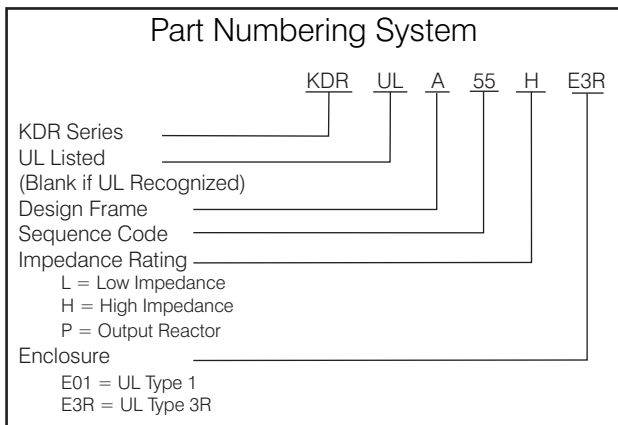 Part Numbering System
KDR UL A 55 H E3R
KDR Series
UL Listed
(Blank if UL Recognized)
Design Frame
Sequence Code
Impedance Rating
L = Low Impedance
H = High Impedance
P = Output Reactor
Enclosure
E01 = UL Type 1
E3R = UL Type 3R